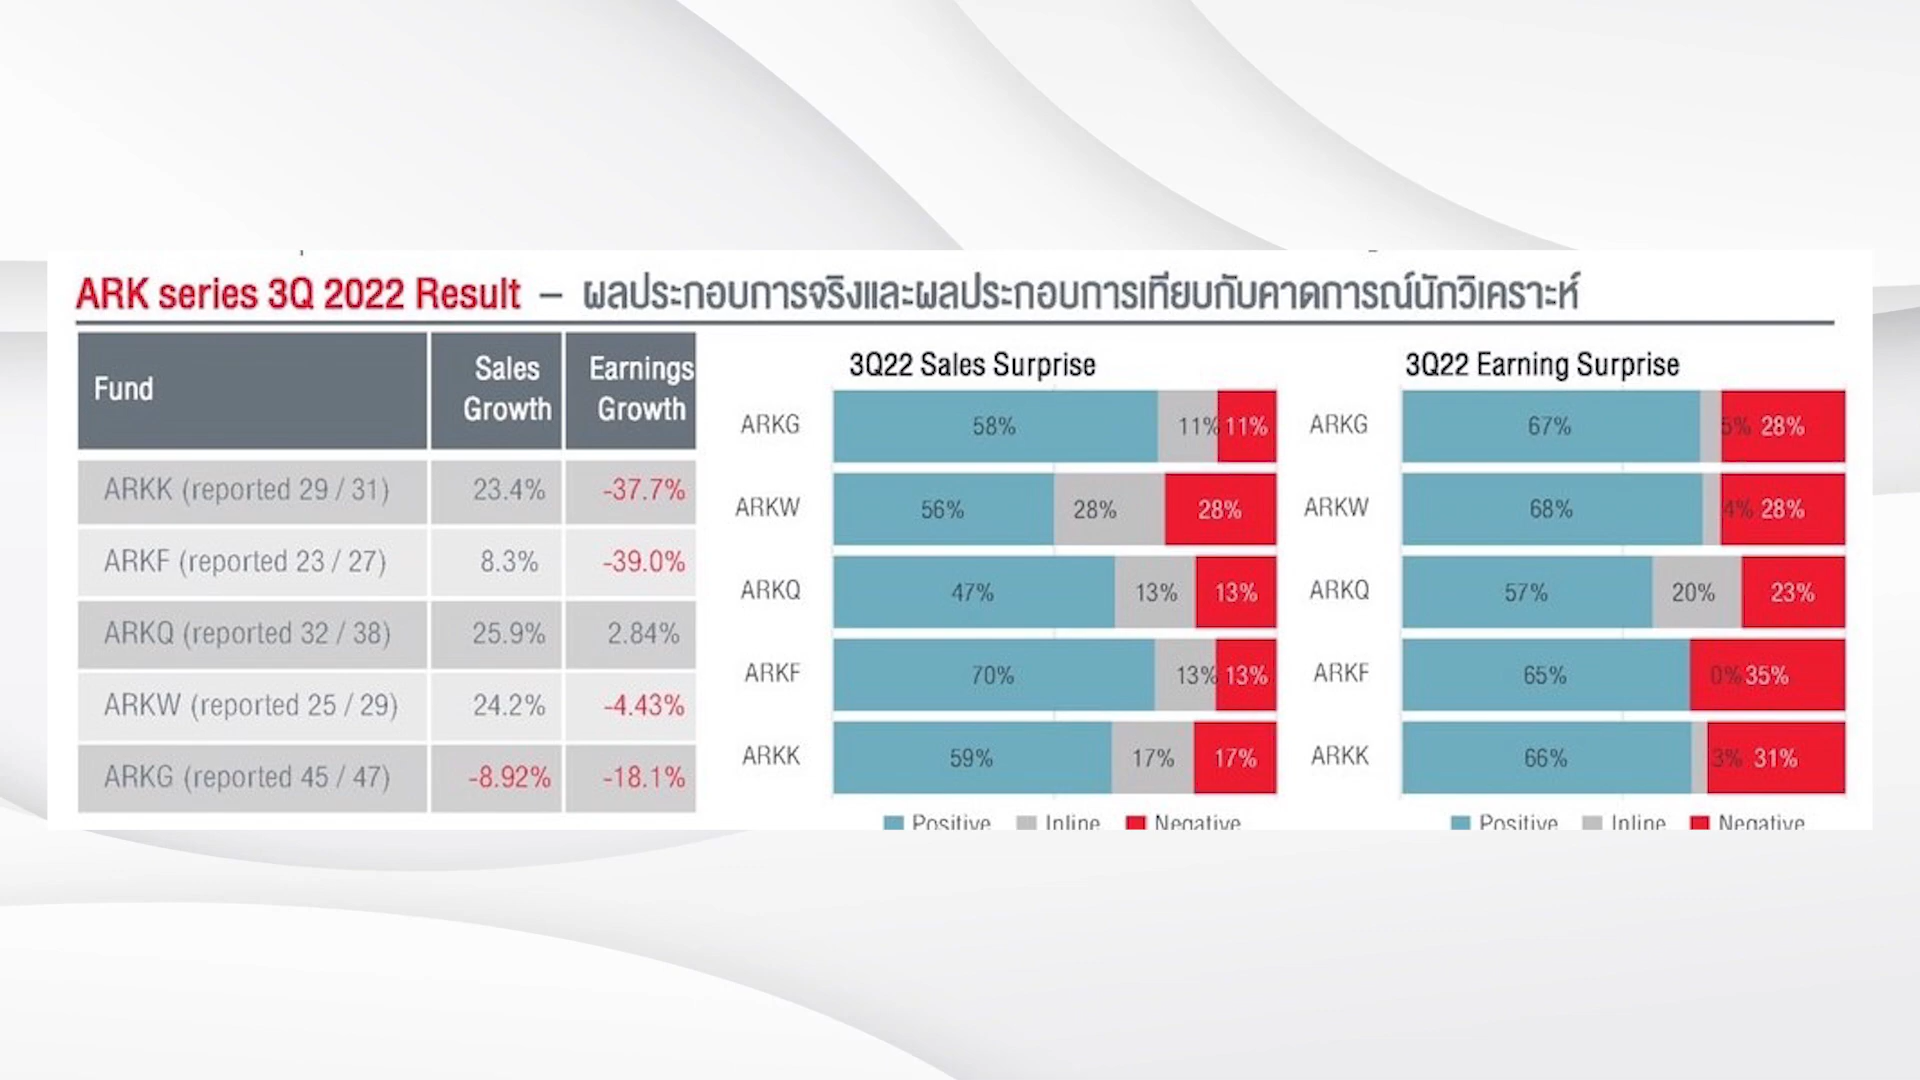 ARK series 3Q 2022 Result – ผลประกอบการจริงและผลประกอบการเทียบกับคาดการณ์นักวิเคราะห์
Fund Sales Growth Earnings Growth
ARKK (reported 29 / 31) 23.4% -37.7%
ARKF (reported 23 / 27) 8.3% -39.0%
ARKQ (reported 32 / 38) 25.9% 2.84%
ARKW (reported 25 / 29) 24.2% -4.43%
ARKG (reported 45 / 47) -8.92% -18.1%
3Q22 Sales Surprise
ARKG 58% 11% 11%
ARKW 56% 28% 28%
ARKQ 47% 13% 13%
ARKF 70% 13% 13%
ARKK 59% 17% 17%
Positive Inline Negative
3Q22 Earning Surprise
ARKG 67% 5% 28%
ARKW 68% 4% 28%
ARKQ 57% 20% 23%
ARKF 65% 0% 35%
ARKK 66% 3% 31%
Positive Inline Negative